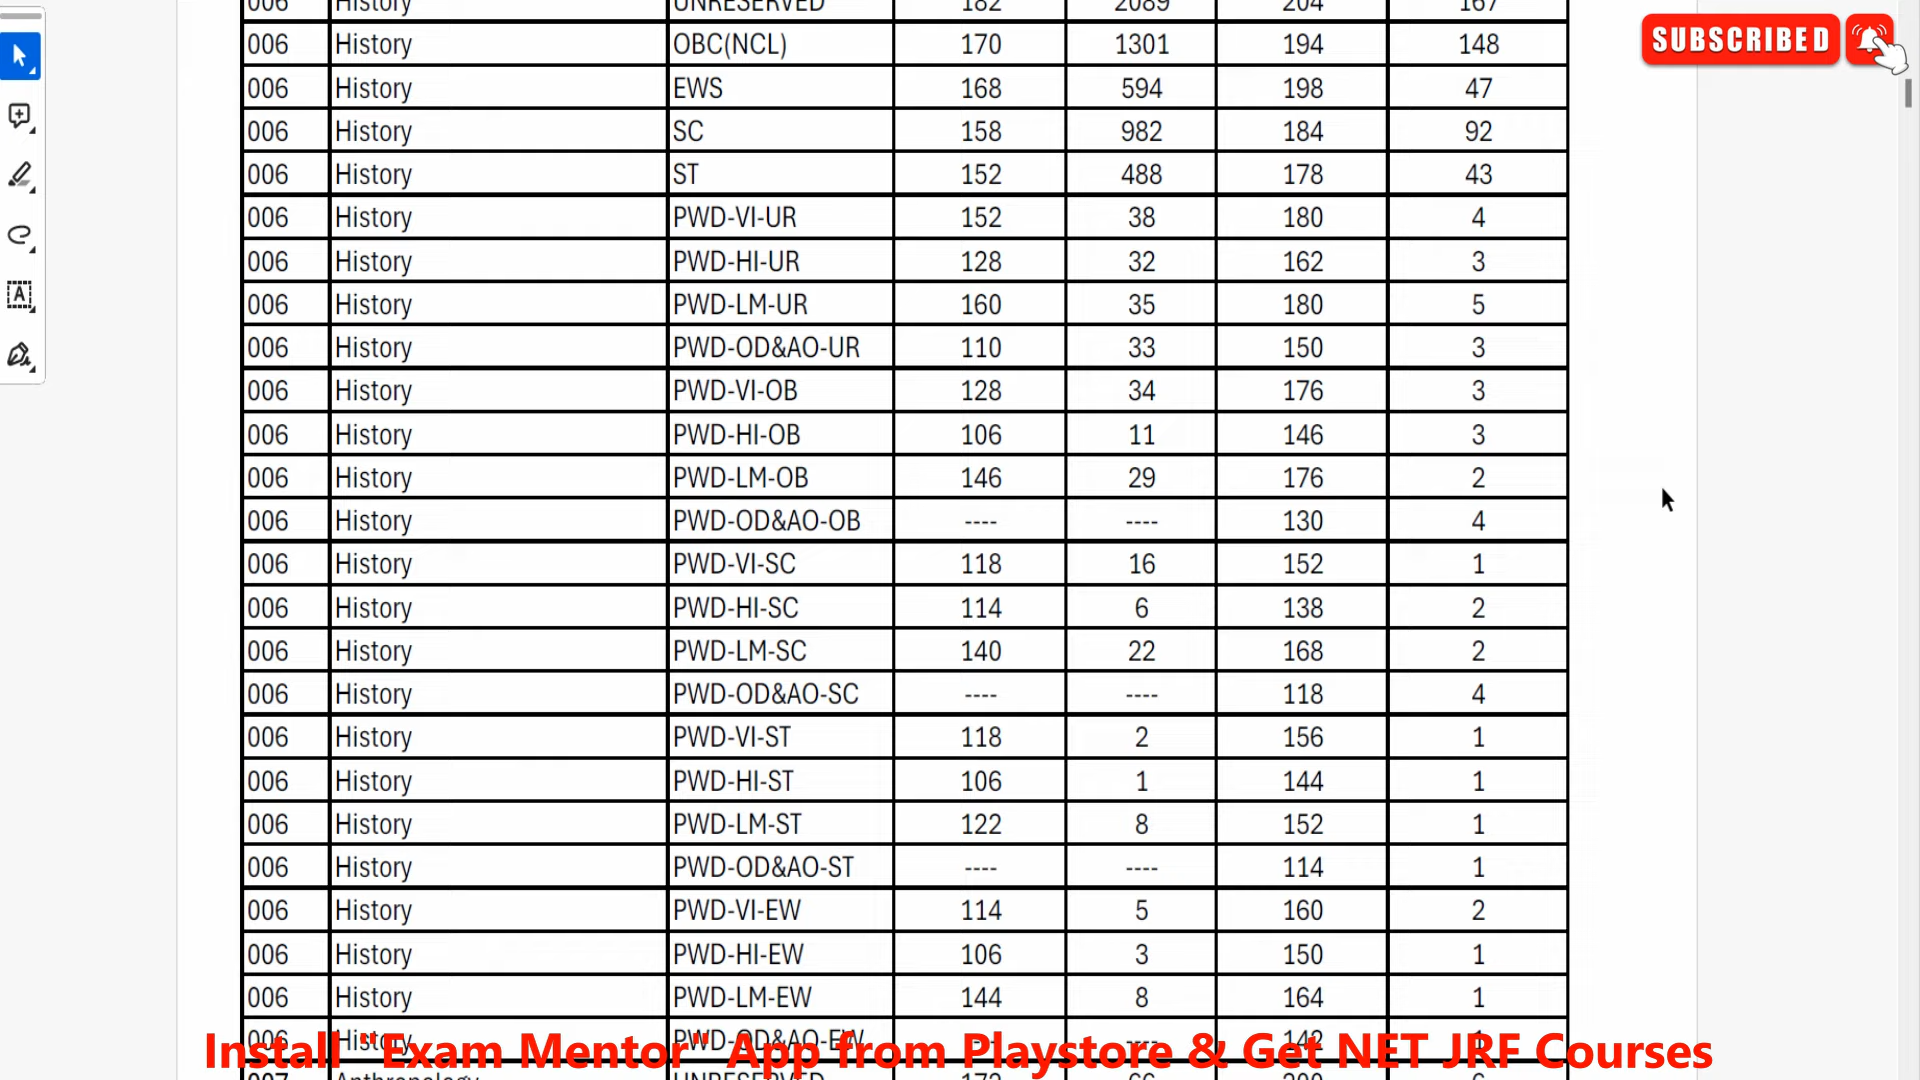 006 History UNRESERVED 182 2089 204 167
SUBSCRIBED
006 History OBC(NCL) 170 1301 194 148
006 History EWS 168 594 198 47
006 History SC 158 982 184 92
006 History ST 152 488 178 43
006 History PWD-VI-UR 152 38 180 4
006 History PWD-HI-UR 128 32 162 3
006 History PWD-LM-UR 160 35 180 5
006 History PWD-OD&AO-UR 110 33 150 3
006 History PWD-VI-OB 128 34 176 3
006 History PWD-HI-OB 106 11 146 3
006 History PWD-LM-OB 146 29 176 2
006 History PWD-OD&AO-OB ---- ---- 130 4
006 History PWD-VI-SC 118 16 152 1
006 History PWD-HI-SC 114 6 138 2
006 History PWD-LM-SC 140 22 168 2
006 History PWD-OD&AO-SC ---- ---- 118 4
006 History PWD-VI-ST 118 2 156 1
006 History PWD-HI-ST 106 1 144 1
006 History PWD-LM-ST 122 8 152 1
006 History PWD-OD&AO-ST ---- ---- 114 1
006 History PWD-VI-EW 114 5 160 2
006 History PWD-HI-EW 106 3 150 1
006 History PWD-LM-EW 144 8 164 1
006 History PWD-OD&AO-EW ---- ---- 142 1
Install "Exam Mentor" App from Playstore & Get NET JRF Courses
007 Anthropology UNRESERVED 172 66 200 6